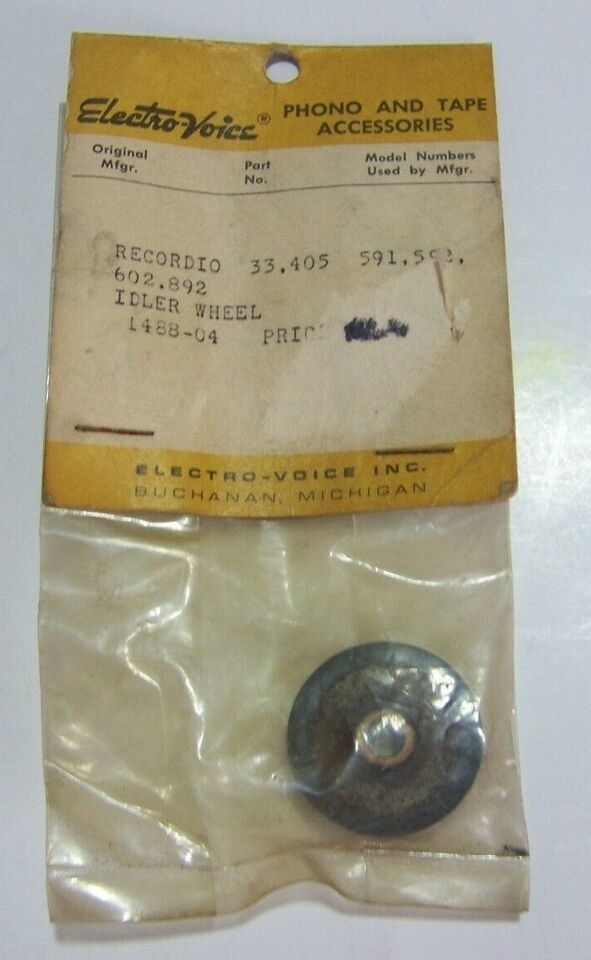 Electro-Voice®
PHONO AND TAPE
ACCESSORIES
Original
Mfgr.
Part
No.
Model Numbers
Used by Mfgr.
RECORDIO 33,405 591,592,
602,892
IDLER WHEEL
1488-04 PRICE
ELECTRO-VOICE INC.
BUCHANAN, MICHIGAN